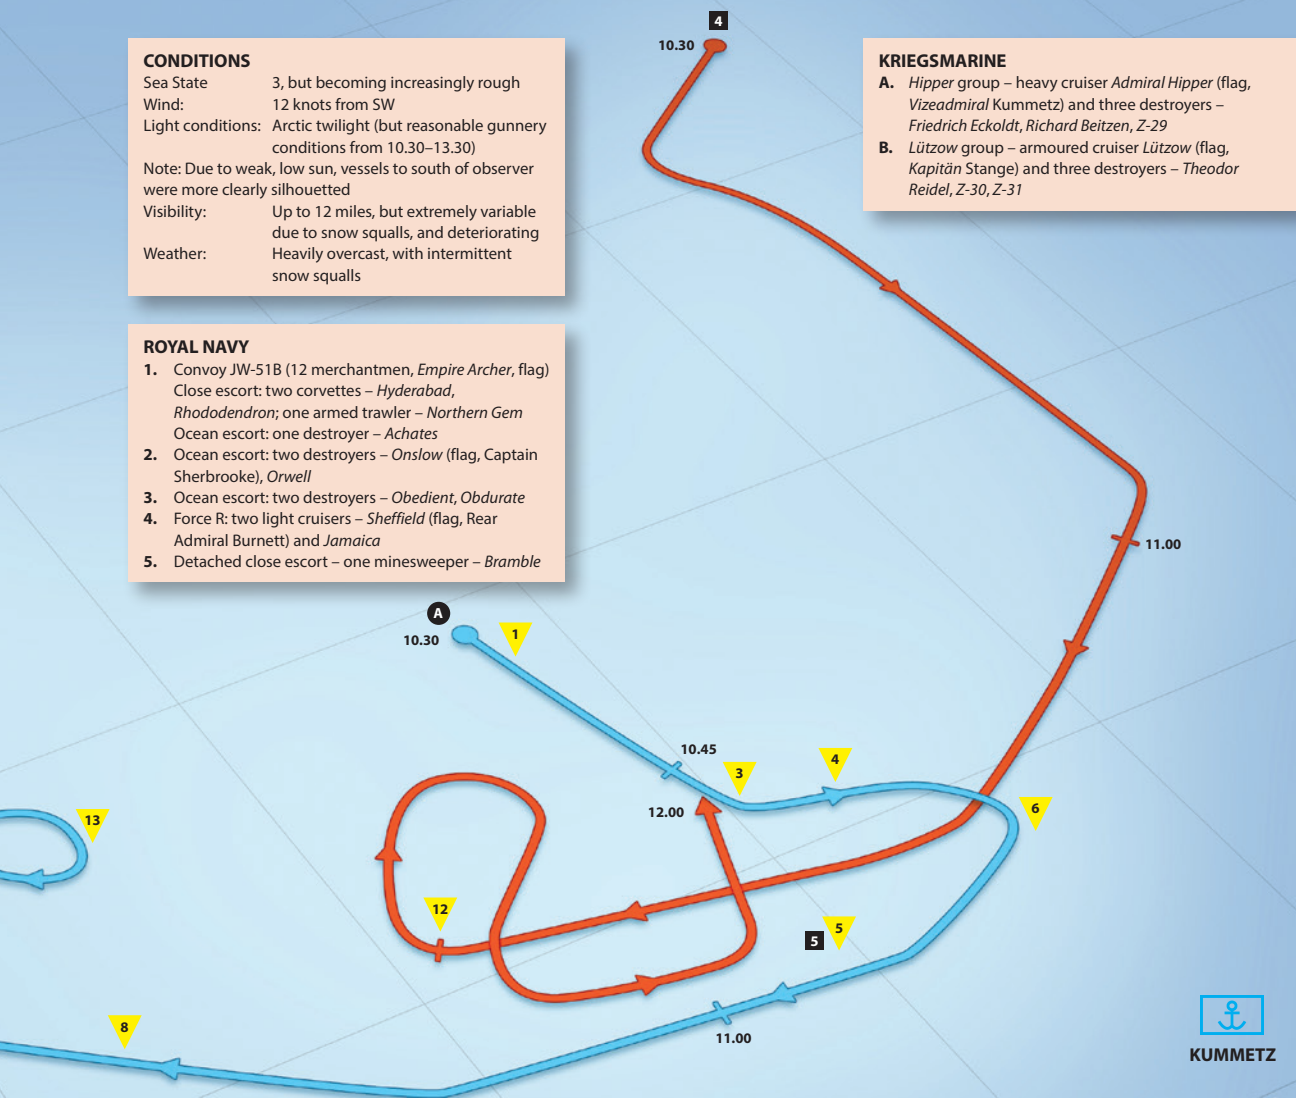 4
10.30
CONDITIONS
Sea State 3, but becoming increasingly rough
Wind: 12 knots from SW
Light conditions: Arctic twilight (but reasonable gunnery
conditions from 10.30–13.30)
Note: Due to weak, low sun, vessels to south of observer
were more clearly silhouetted
Visibility: Up to 12 miles, but extremely variable
due to snow squalls, and deteriorating
Weather: Heavily overcast, with intermittent
snow squalls
KRIEGSMARINE
A. Hipper group – heavy cruiser Admiral Hipper (flag,
Vizeadmiral Kummetz) and three destroyers –
Friedrich Eckoldt, Richard Beitzen, Z-29
B. Lützow group – armoured cruiser Lützow (flag,
Kapitän Stange) and three destroyers – Theodor
Reidel, Z-30, Z-31
ROYAL NAVY
1. Convoy JW-51B (12 merchantmen, Empire Archer, flag)
Close escort: two corvettes – Hyderabad,
Rhododendron; one armed trawler – Northern Gem
Ocean escort: one destroyer – Achates
2. Ocean escort: two destroyers – Onslow (flag, Captain
Sherbrooke), Orwell
3. Ocean escort: two destroyers – Obedient, Obdurate
4. Force R: two light cruisers – Sheffield (flag, Rear
Admiral Burnett) and Jamaica
5. Detached close escort – one minesweeper – Bramble
11.00
A
10.30
1
10.45
3
4
12.00
6
13
12
5
5
8
11.00
KUMMETZ